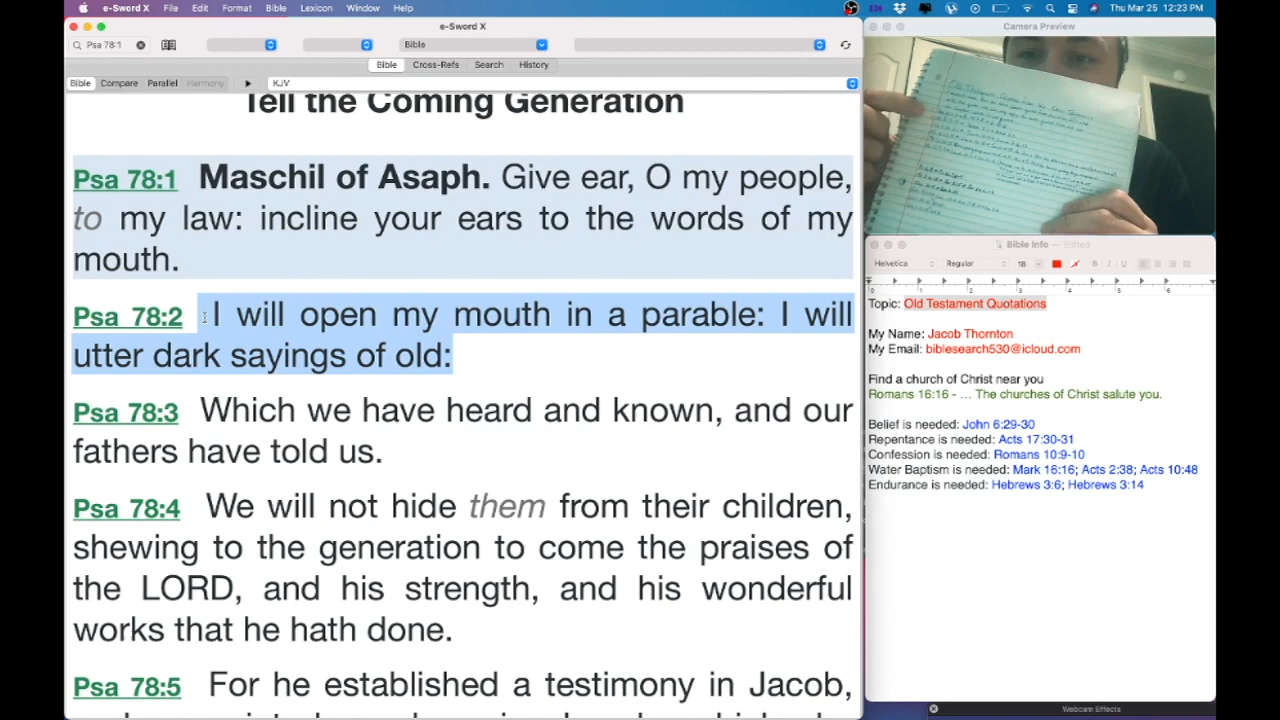 e-Sword X File Edit Format Bible Lexicon Window Help
Thu Mar 25 12:23 PM
e-Sword X
Psa 78:1
Bible
Bible Cross-Refs Search History
Bible Compare Parallel Harmony
KJV
Tell the Coming Generation
Psa 78:1 Maschil of Asaph. Give ear, O my people,
to my law: incline your ears to the words of my
mouth.
Psa 78:2 I will open my mouth in a parable: I will
utter dark sayings of old:
Psa 78:3 Which we have heard and known, and our
fathers have told us.
Psa 78:4 We will not hide them from their children,
shewing to the generation to come the praises of
the LORD, and his strength, and his wonderful
works that he hath done.
Psa 78:5 For he established a testimony in Jacob,
Camera Preview
Bible Info — Edited
Helvetica Regular 18 B I U
0 1 2 3 4 5 6
Topic: Old Testament Quotations
My Name: Jacob Thornton
My Email: biblesearch530@icloud.com
Find a church of Christ near you
Romans 16:16 - … The churches of Christ salute you.
Belief is needed: John 6:29-30
Repentance is needed: Acts 17:30-31
Confession is needed: Romans 10:9-10
Water Baptism is needed: Mark 16:16; Acts 2:38; Acts 10:48
Endurance is needed: Hebrews 3:6; Hebrews 3:14
Webcam Effects